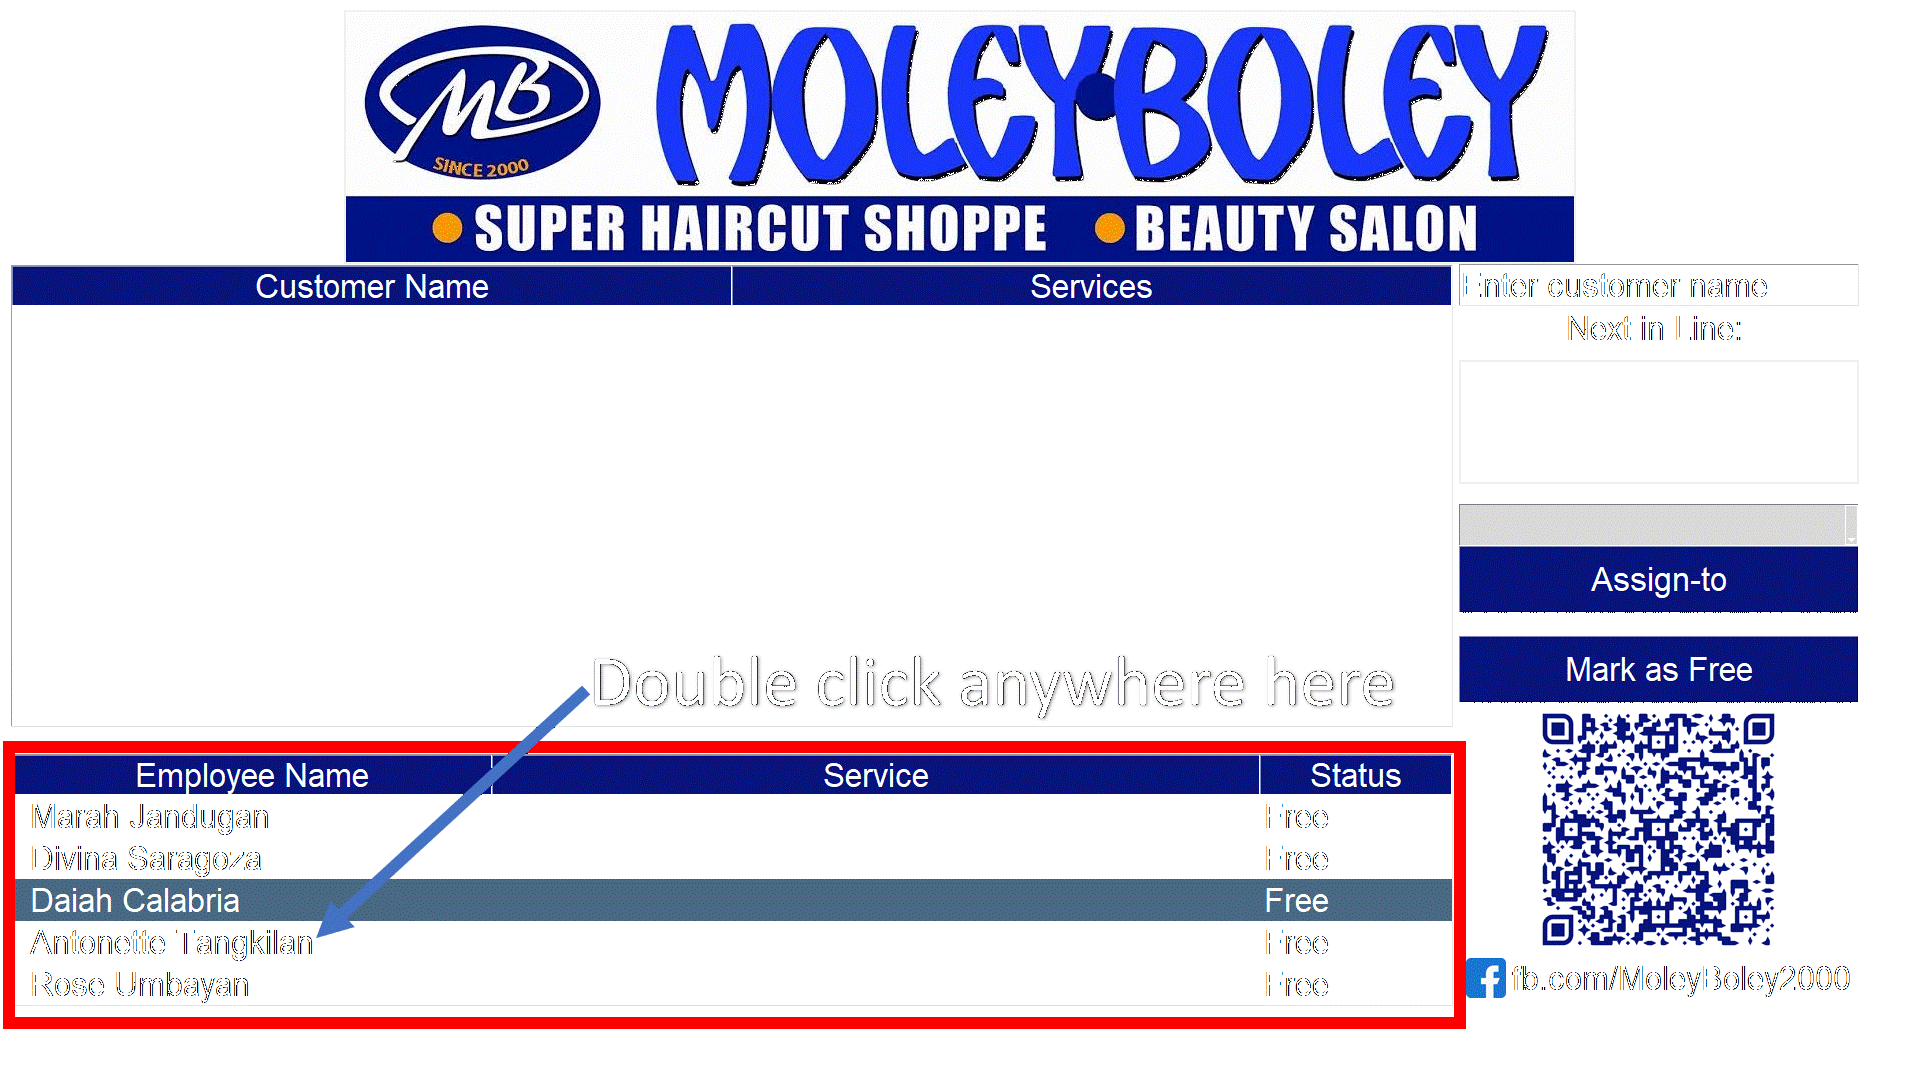 MB
SINCE 2000
MOLEY BOLEY
SUPER HAIRCUT SHOPPE BEAUTY SALON
Customer Name Services
Enter customer name
Next in Line:
Assign-to
Mark as Free
Double click anywhere here
Employee Name Service Status
Marah Jandugan Free
Divina Saragoza Free
Daiah Calabria Free
Antonette Tangkilan Free
Rose Umbayan Free
fb.com/MoleyBoley2000